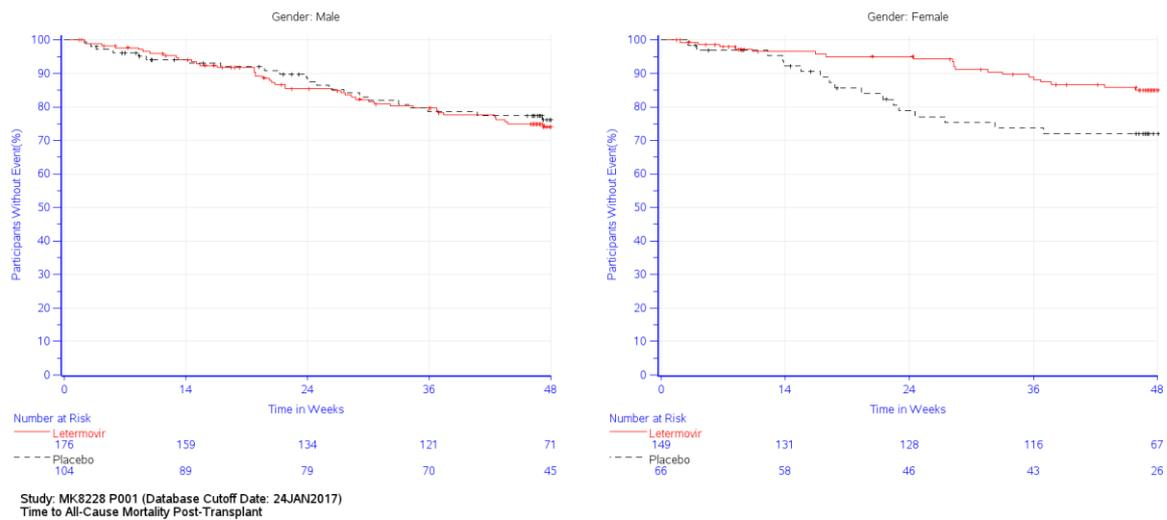 Gender: Male
Participants Without Event(%)
100
90
80
70
60
50
40
30
20
10
0
0 14 24 36 48
Time in Weeks
Number at Risk
Letermovir
176 159 134 121 71
Placebo
104 89 79 70 45
Gender: Female
Participants Without Event(%)
100
90
80
70
60
50
40
30
20
10
0
0 14 24 36 48
Time in Weeks
Number at Risk
Letermovir
149 131 128 116 67
Placebo
66 58 46 43 26
Study: MK8228 P001 (Database Cutoff Date: 24JAN2017)
Time to All-Cause Mortality Post-Transplant